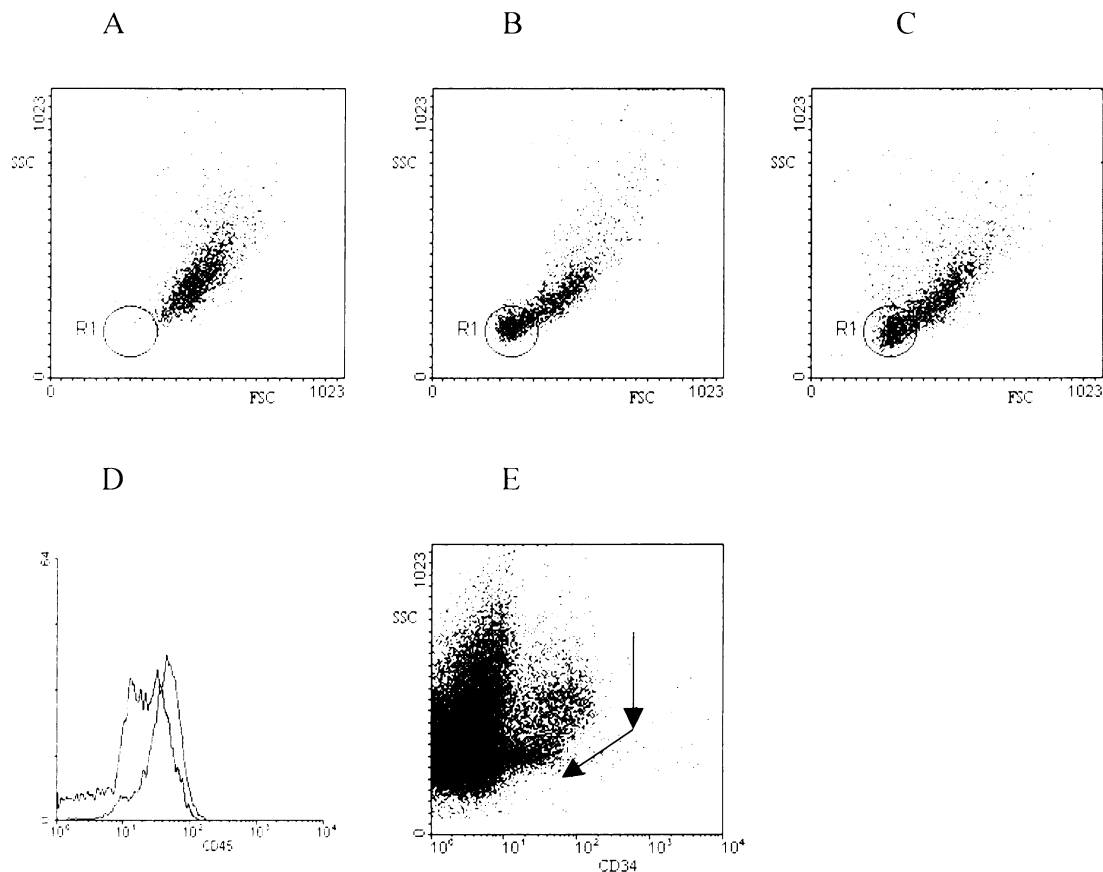 A B C
1023 1023 1023
SSC SSC SSC
R1 R1 R1
0 0 0
0 1023 0 1023 0 1023
FSC FSC FSC
D E
64 1023
SSC
0 0
10⁰ 10¹ 10² 10³ 10⁴ 10⁰ 10¹ 10² 10³ 10⁴
CD45 CD34